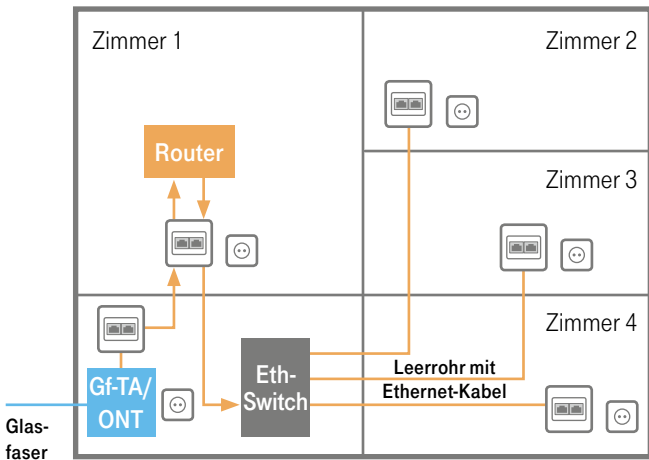 Zimmer 1
Zimmer 2
Router
Zimmer 3
Zimmer 4
Gf-TA/
ONT
Eth-
Switch
Leerrohr mit
Ethernet-Kabel
Glas-
faser